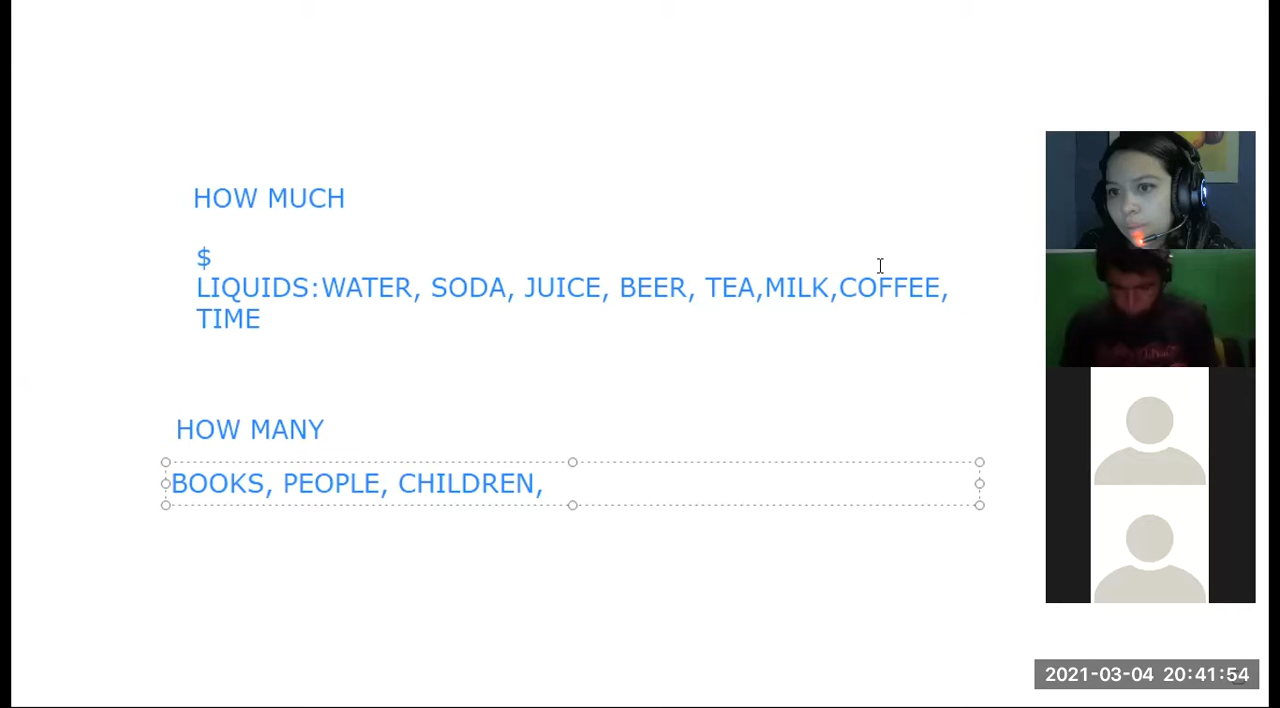 HOW MUCH
$
LIQUIDS:WATER, SODA, JUICE, BEER, TEA,MILK,COFFEE,
TIME
HOW MANY
BOOKS, PEOPLE, CHILDREN,
2021-03-04 20:41:54